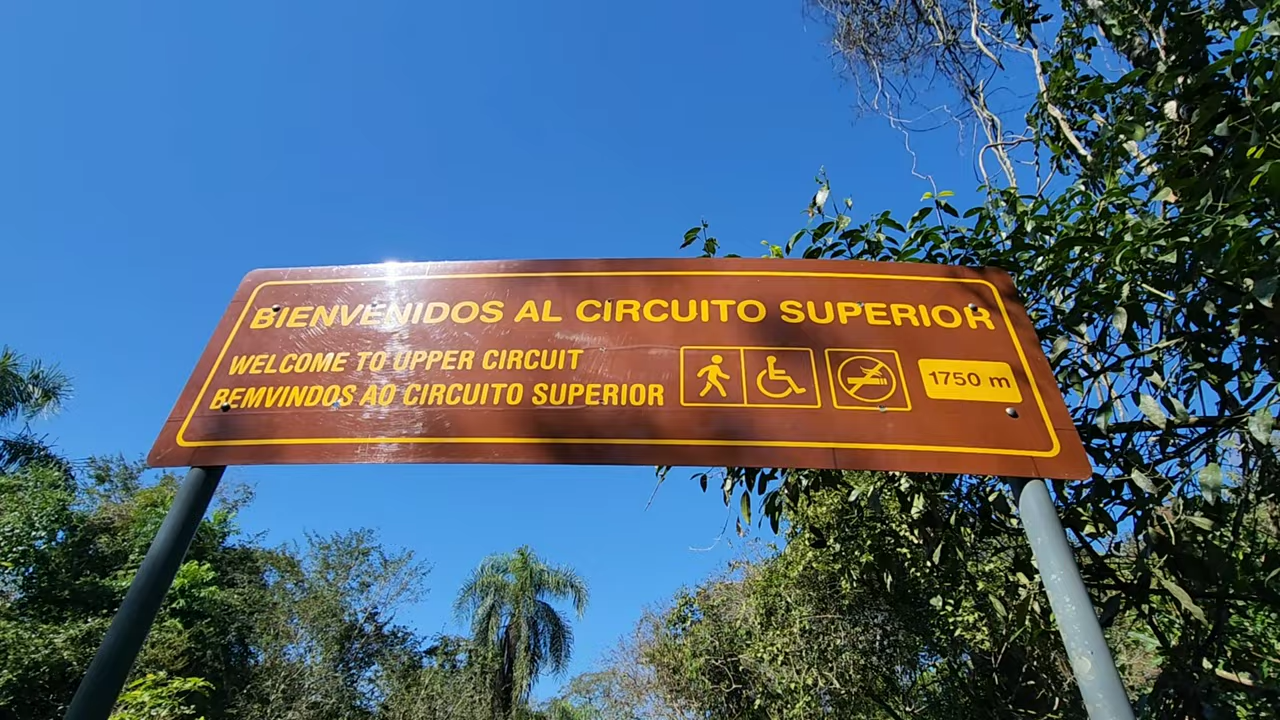 BIENVENIDOS AL CIRCUITO SUPERIOR
WELCOME TO UPPER CIRCUIT
BEMVINDOS AO CIRCUITO SUPERIOR
1750 m